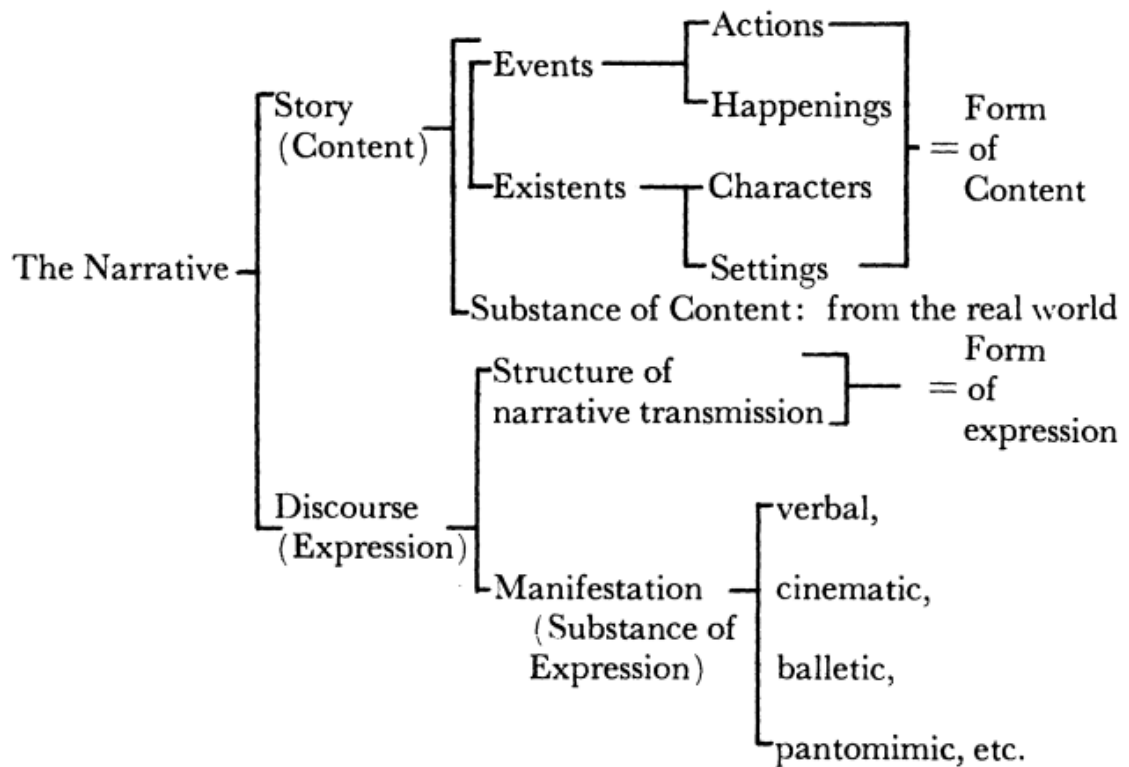 Actions
Events
Happenings
Story
(Content)
= Form
of
Content
Existents
Characters
The Narrative
Settings
Substance of Content: from the real world
Structure of
narrative transmission
= Form
of
expression
Discourse
(Expression)
verbal,
Manifestation
(Substance of
Expression)
cinematic,
balletic,
pantomimic, etc.